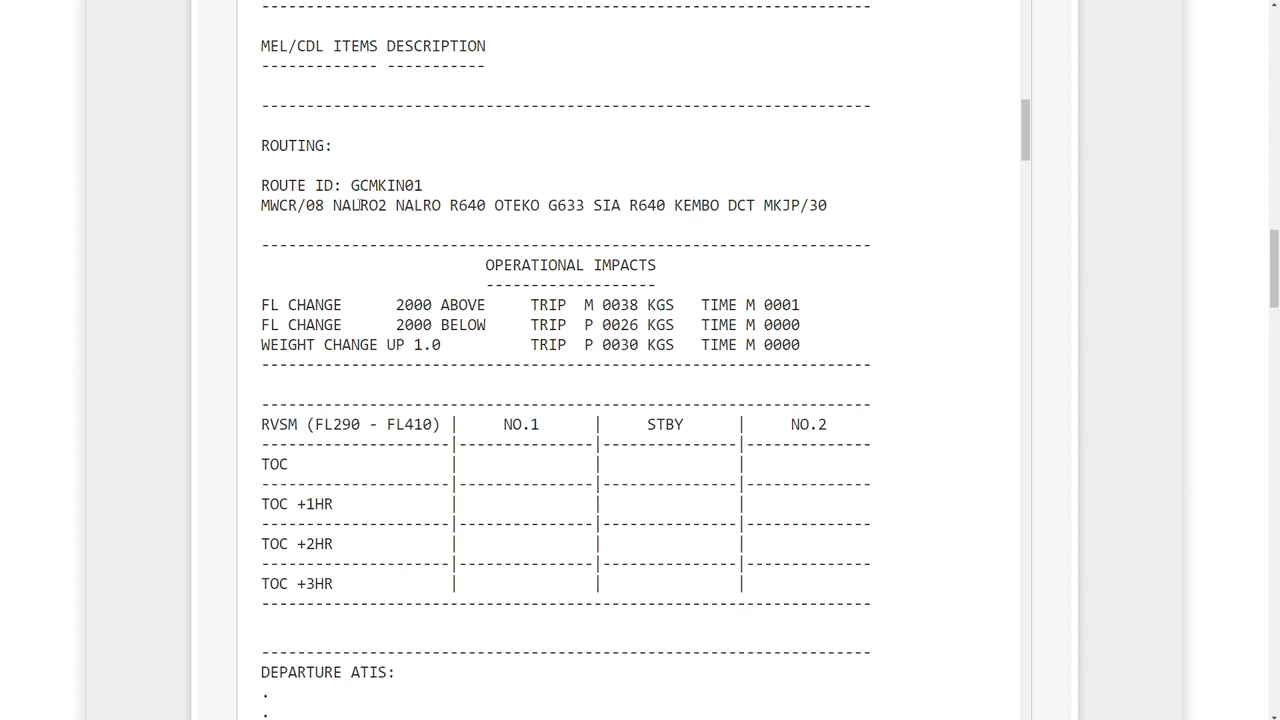 --------------------------------------------------------------------
MEL/CDL ITEMS DESCRIPTION
------------- -----------
--------------------------------------------------------------------
ROUTING:
ROUTE ID: GCMKIN01
MWCR/08 NALRO2 NALRO R640 OTEKO G633 SIA R640 KEMBO DCT MKJP/30
--------------------------------------------------------------------
OPERATIONAL IMPACTS
-------------------
FL CHANGE      2000 ABOVE     TRIP  M 0038 KGS   TIME M 0001
FL CHANGE      2000 BELOW     TRIP  P 0026 KGS   TIME M 0000
WEIGHT CHANGE UP 1.0          TRIP  P 0030 KGS   TIME M 0000
--------------------------------------------------------------------
--------------------------------------------------------------------
RVSM (FL290 - FL410) |     NO.1      |     STBY      |     NO.2
---------------------|---------------|---------------|--------------
TOC                  |               |               |
---------------------|---------------|---------------|--------------
TOC +1HR             |               |               |
---------------------|---------------|---------------|--------------
TOC +2HR             |               |               |
---------------------|---------------|---------------|--------------
TOC +3HR             |               |               |
--------------------------------------------------------------------
--------------------------------------------------------------------
DEPARTURE ATIS:
.
.